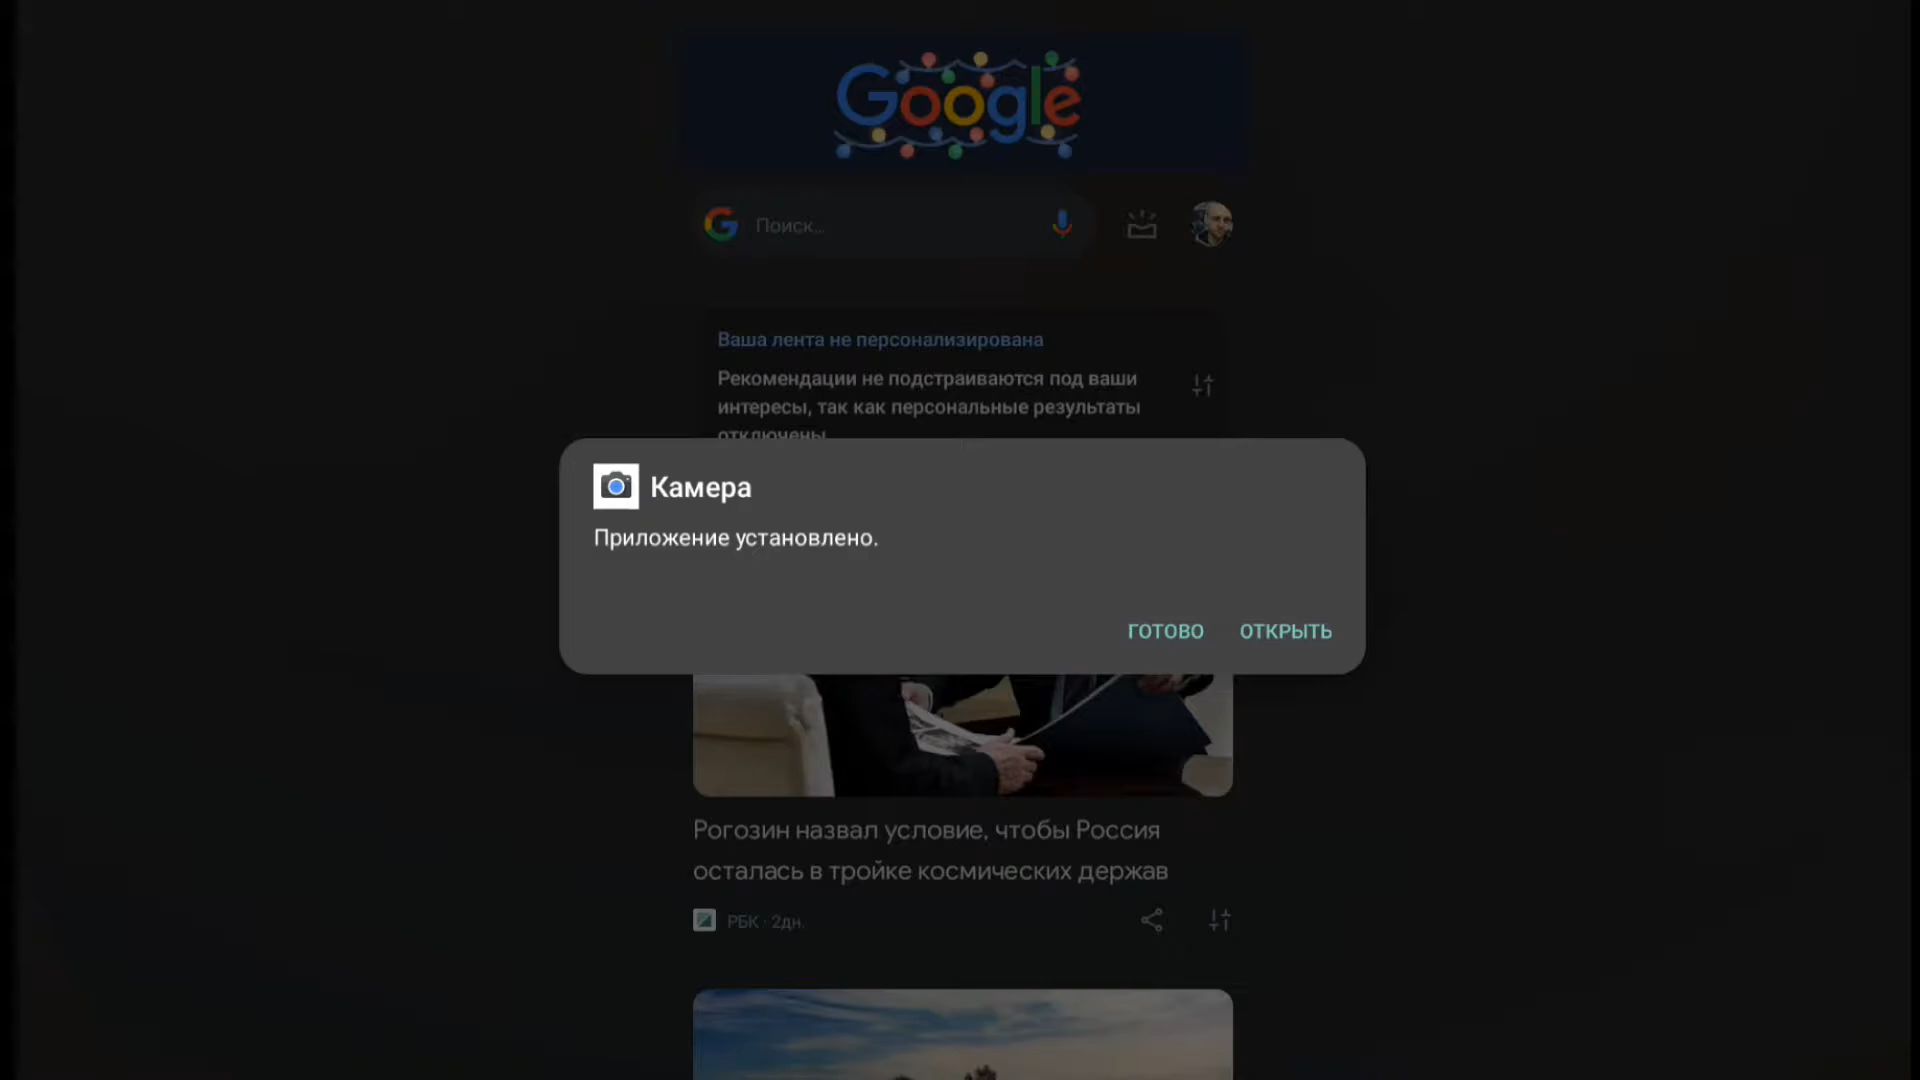 Google
Поиск...
Ваша лента не персонализирована
Рекомендации не подстраиваются под ваши
интересы, так как персональные результаты
отключены
Камера
Приложение установлено.
ГОТОВО ОТКРЫТЬ
Рогозин назвал условие, чтобы Россия
осталась в тройке космических держав
РБК · 2дн.